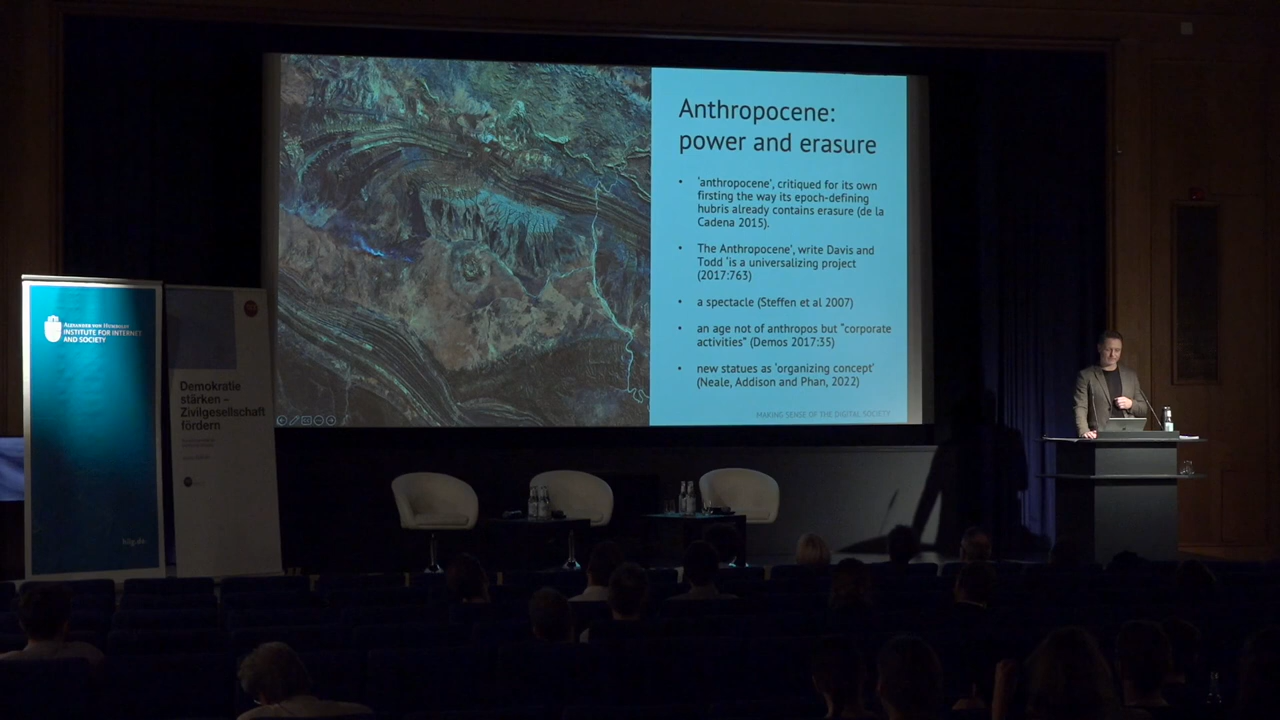 Anthropocene:
power and erasure
• 'anthropocene', critiqued for its own
firsting the way its epoch-defining
hubris already contains erasure (de la
Cadena 2015).
• The Anthropocene', write Davis and
Todd 'is a universalizing project
(2017:763)
• a spectacle (Steffen et al 2007)
• an age not of anthropos but "corporate
activities" (Demos 2017:35)
• new statues as 'organizing concept'
(Neale, Addison and Phan, 2022)
MAKING SENSE OF THE DIGITAL SOCIETY
ALEXANDER VON HUMBOLDT
INSTITUTE FOR INTERNET
AND SOCIETY
hiig.de
Demokratie
stärken –
Zivilgesellschaft
fördern